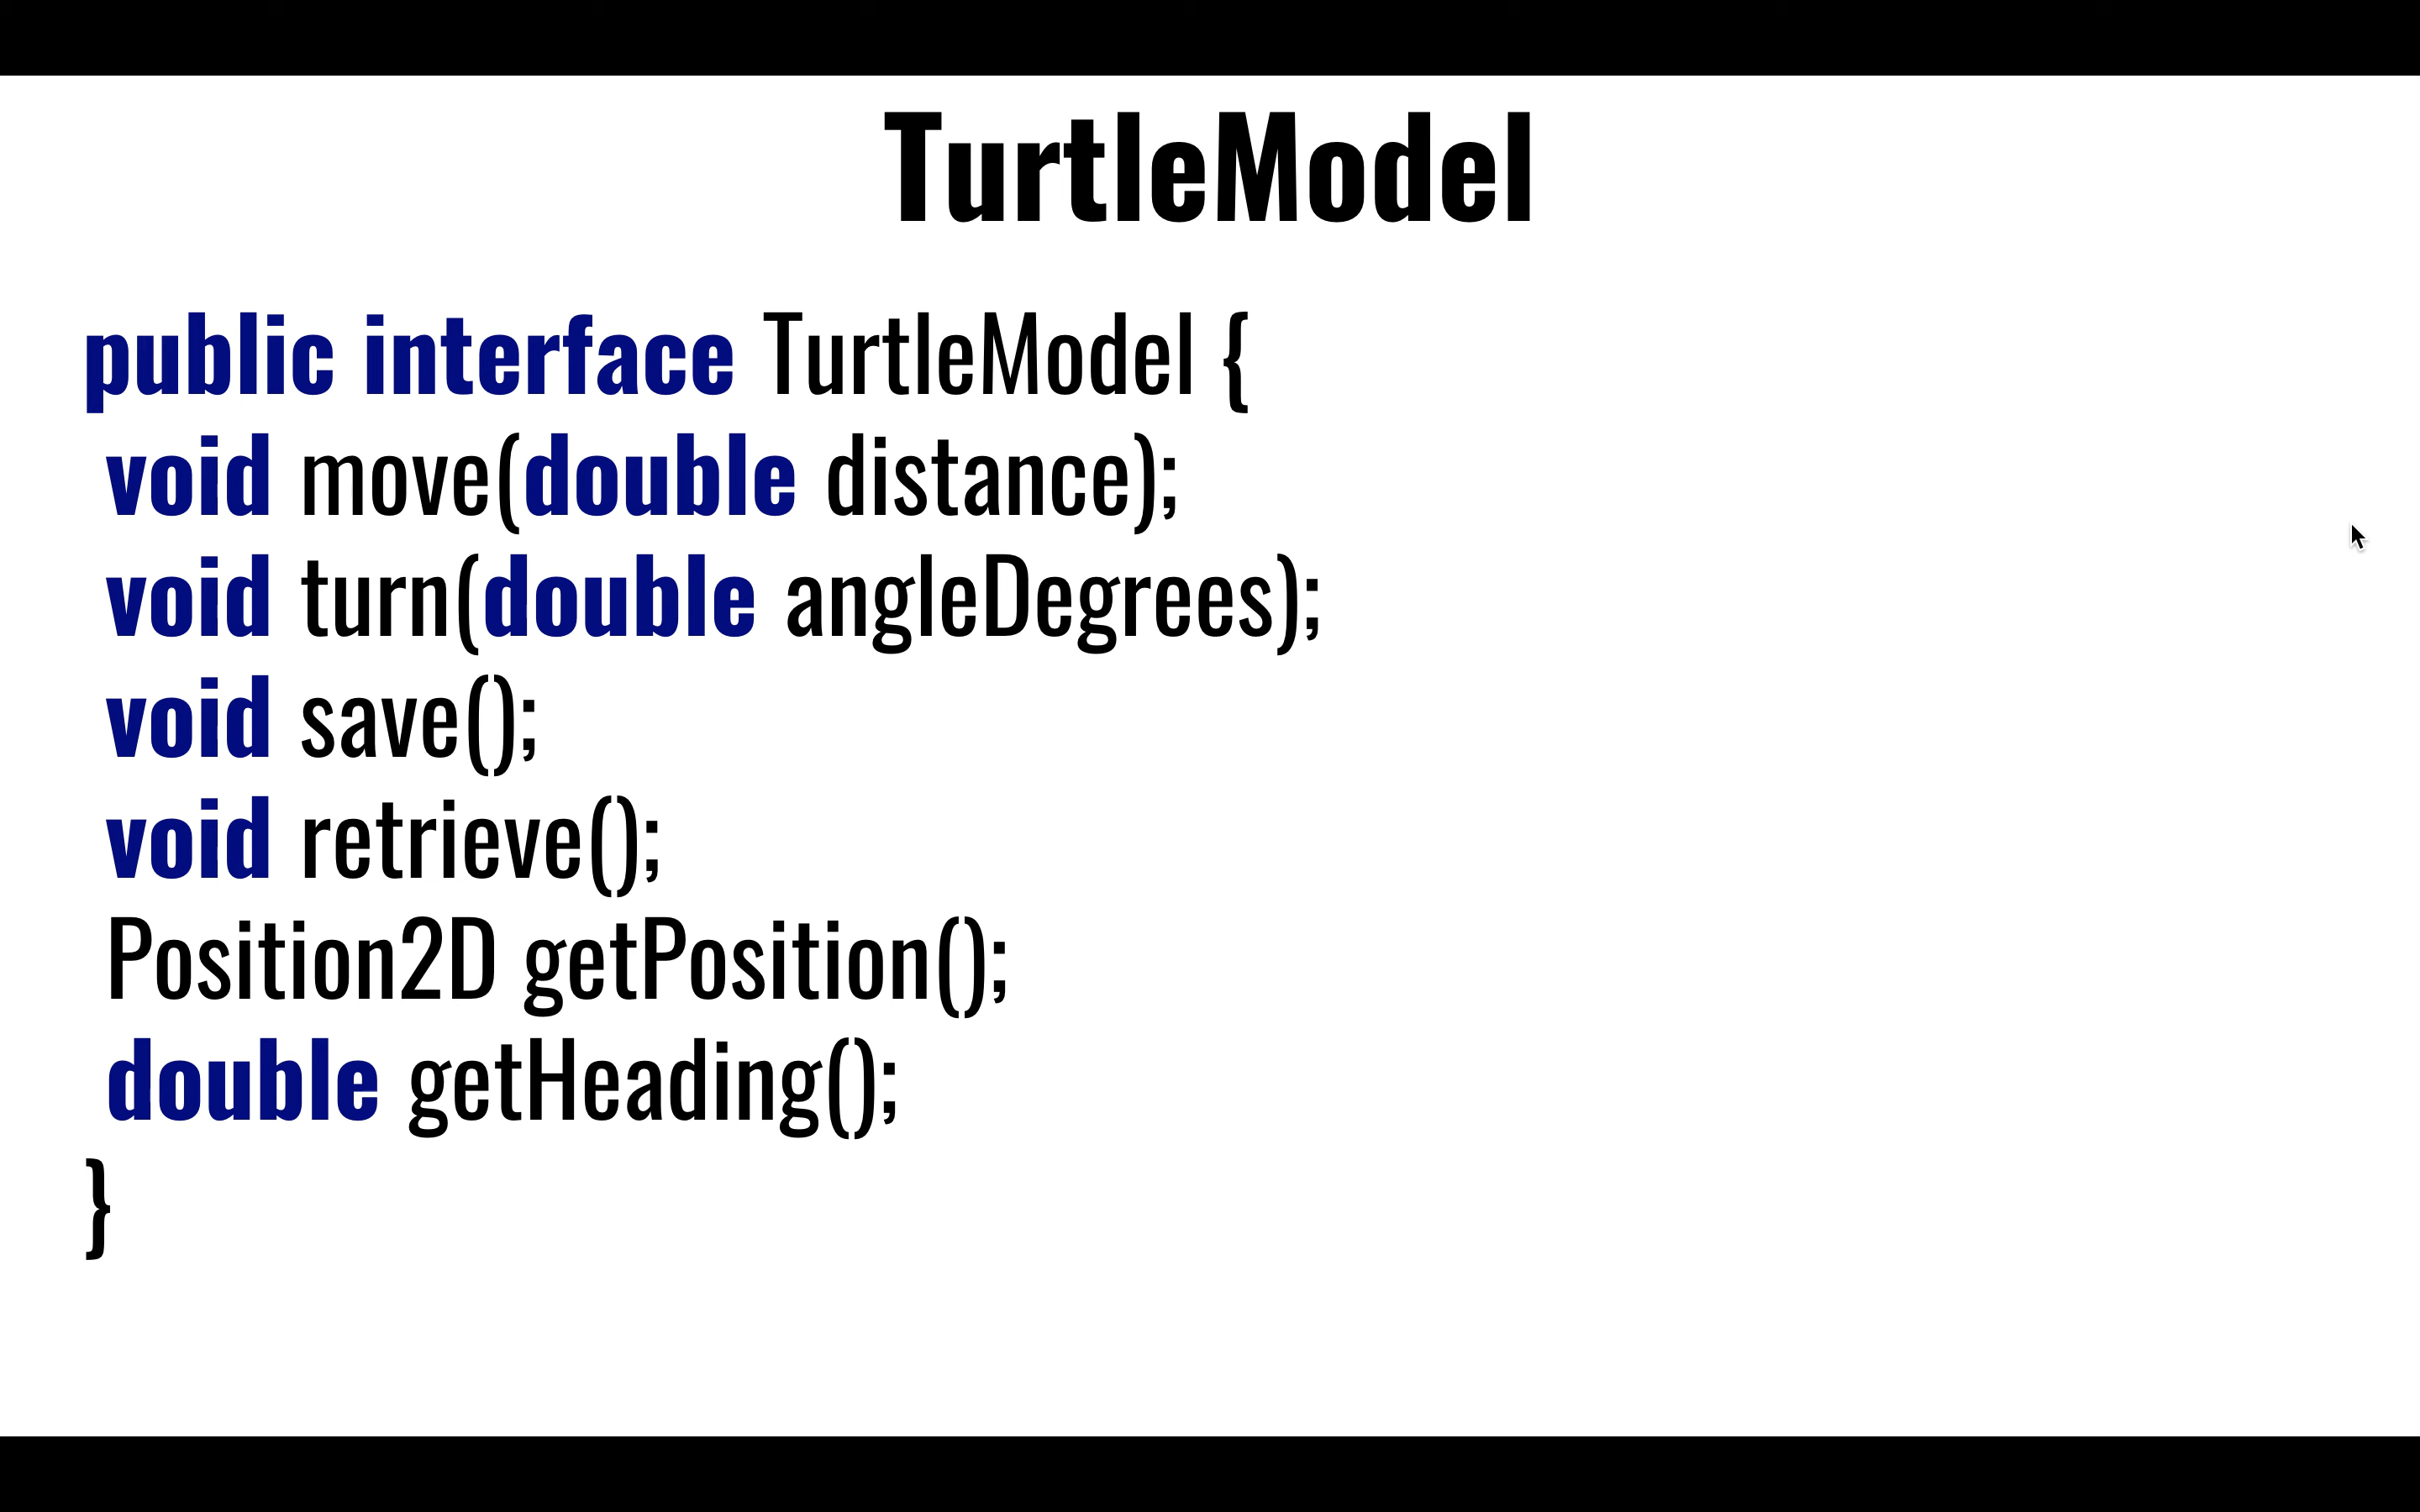 TurtleModel
public interface TurtleModel {
void move(double distance);
void turn(double angleDegrees);
void save();
void retrieve();
Position2D getPosition();
double getHeading();
}